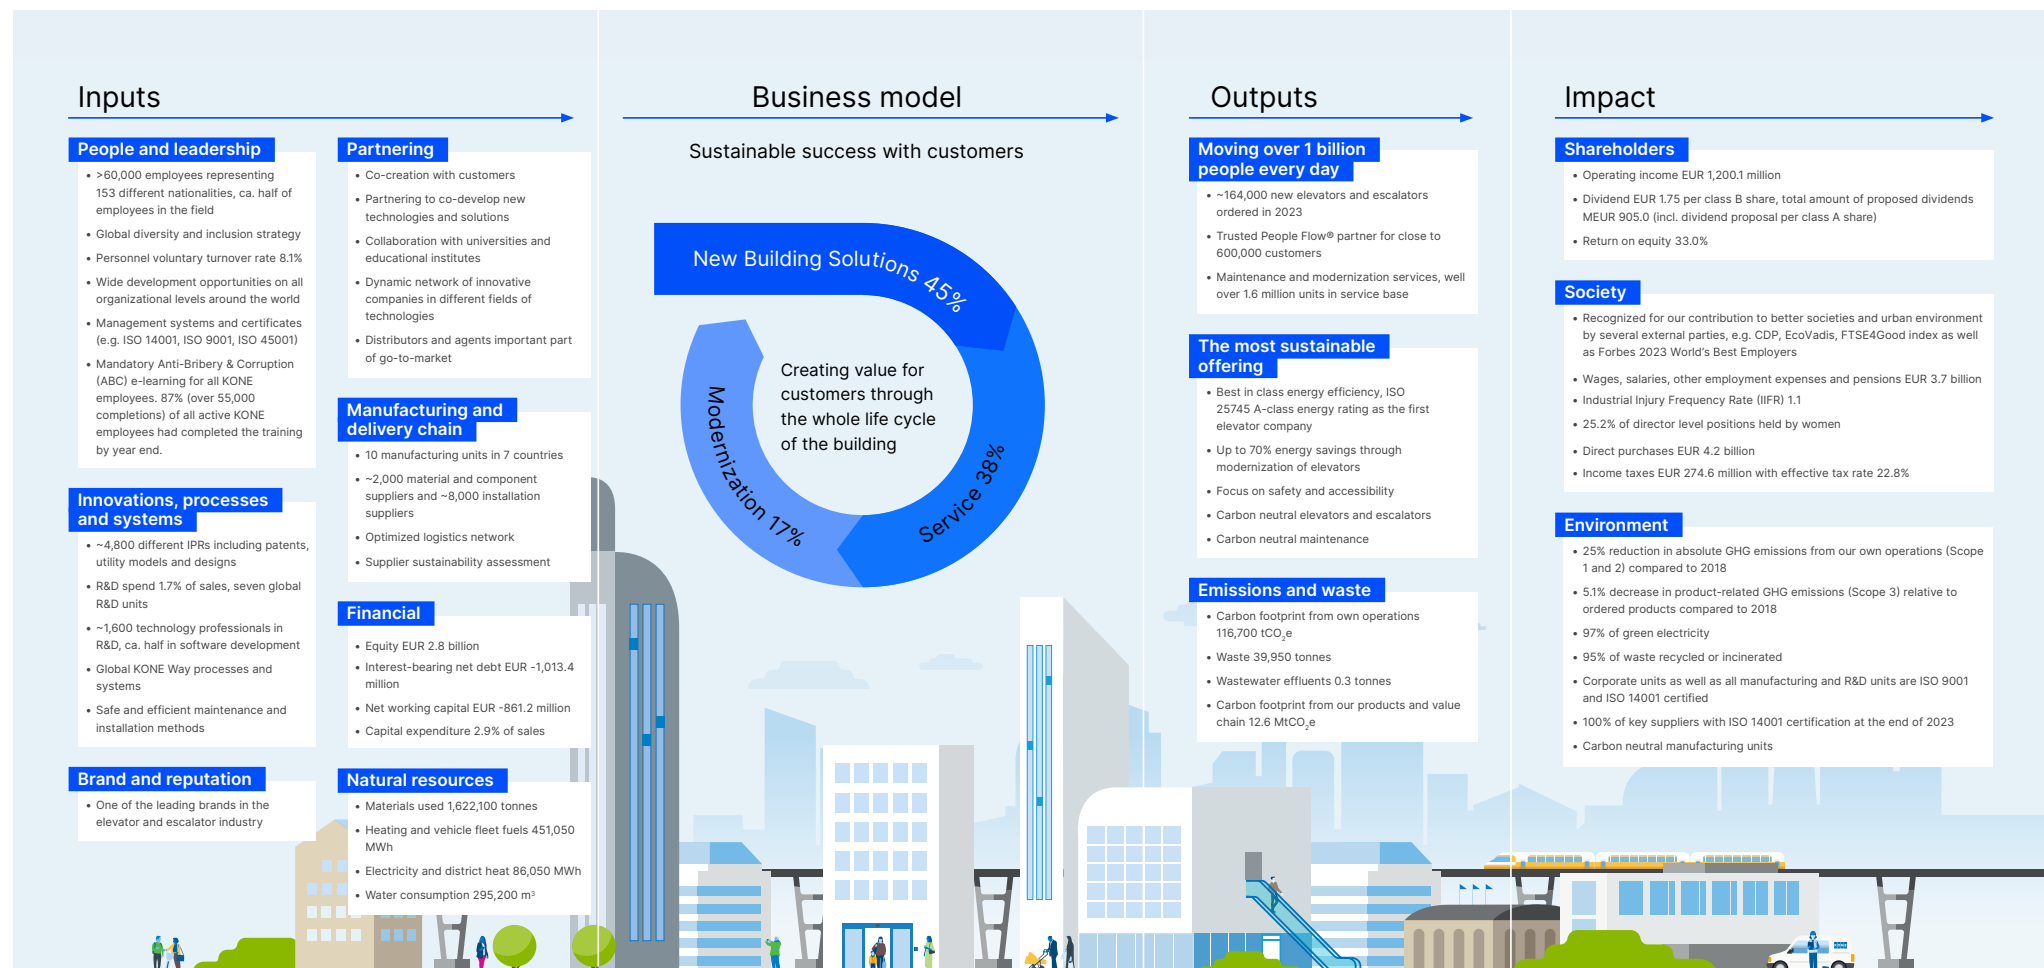 Inputs
People and leadership
• >60,000 employees representing
153 different nationalities, ca. half of
employees in the field
• Global diversity and inclusion strategy
• Personnel voluntary turnover rate 8.1%
• Wide development opportunities on all
organizational levels around the world
• Management systems and certificates
(e.g. ISO 14001, ISO 9001, ISO 45001)
• Mandatory Anti-Bribery & Corruption
(ABC) e-learning for all KONE
employees. 87% (over 55,000
completions) of all active KONE
employees had completed the training
by year end.
Innovations, processes
and systems
• ~4,800 different IPRs including patents,
utility models and designs
• R&D spend 1.7% of sales, seven global
R&D units
• ~1,600 technology professionals in
R&D, ca. half in software development
• Global KONE Way processes and
systems
• Safe and efficient maintenance and
installation methods
Brand and reputation
• One of the leading brands in the
elevator and escalator industry
Partnering
• Co-creation with customers
• Partnering to co-develop new
technologies and solutions
• Collaboration with universities and
educational institutes
• Dynamic network of innovative
companies in different fields of
technologies
• Distributors and agents important part
of go-to-market
Manufacturing and
delivery chain
• 10 manufacturing units in 7 countries
• ~2,000 material and component
suppliers and ~8,000 installation
suppliers
• Optimized logistics network
• Supplier sustainability assessment
Financial
• Equity EUR 2.8 billion
• Interest-bearing net debt EUR -1,013.4
million
• Net working capital EUR -861.2 million
• Capital expenditure 2.9% of sales
Natural resources
• Materials used 1,622,100 tonnes
• Heating and vehicle fleet fuels 451,050
MWh
• Electricity and district heat 86,050 MWh
• Water consumption 295,200 m³
Business model
Sustainable success with customers
New Building Solutions 45%
Service 38%
Modernization 17%
Creating value for
customers through
the whole life cycle
of the building
Outputs
Moving over 1 billion
people every day
• ~164,000 new elevators and escalators
ordered in 2023
• Trusted People Flow® partner for close to
600,000 customers
• Maintenance and modernization services, well
over 1.6 million units in service base
The most sustainable
offering
• Best in class energy efficiency, ISO
25745 A-class energy rating as the first
elevator company
• Up to 70% energy savings through
modernization of elevators
• Focus on safety and accessibility
• Carbon neutral elevators and escalators
• Carbon neutral maintenance
Emissions and waste
• Carbon footprint from own operations
116,700 tCO₂e
• Waste 39,950 tonnes
• Wastewater effluents 0.3 tonnes
• Carbon footprint from our products and value
chain 12.6 MtCO₂e
Impact
Shareholders
• Operating income EUR 1,200.1 million
• Dividend EUR 1.75 per class B share, total amount of proposed dividends
MEUR 905.0 (incl. dividend proposal per class A share)
• Return on equity 33.0%
Society
• Recognized for our contribution to better societies and urban environment
by several external parties, e.g. CDP, EcoVadis, FTSE4Good index as well
as Forbes 2023 World's Best Employers
• Wages, salaries, other employment expenses and pensions EUR 3.7 billion
• Industrial Injury Frequency Rate (IIFR) 1.1
• 25.2% of director level positions held by women
• Direct purchases EUR 4.2 billion
• Income taxes EUR 274.6 million with effective tax rate 22.8%
Environment
• 25% reduction in absolute GHG emissions from our own operations (Scope
1 and 2) compared to 2018
• 5.1% decrease in product-related GHG emissions (Scope 3) relative to
ordered products compared to 2018
• 97% of green electricity
• 95% of waste recycled or incinerated
• Corporate units as well as all manufacturing and R&D units are ISO 9001
and ISO 14001 certified
• 100% of key suppliers with ISO 14001 certification at the end of 2023
• Carbon neutral manufacturing units